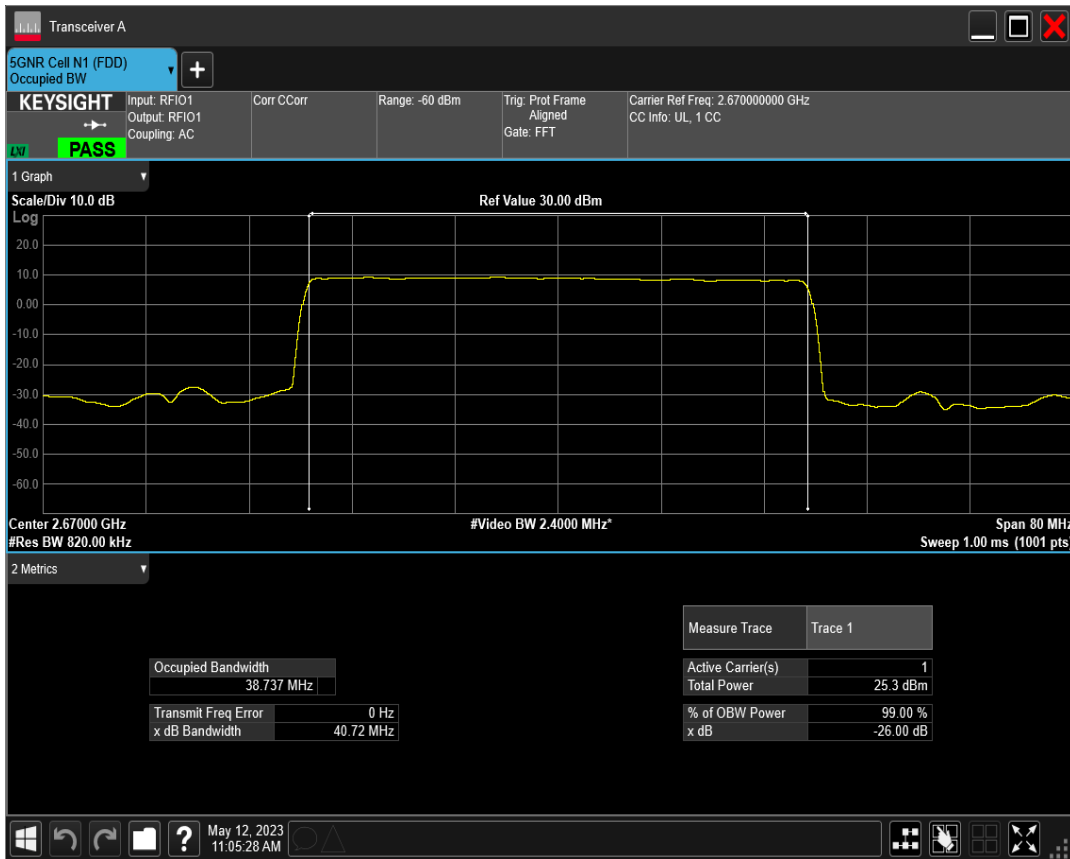 Transceiver A
5GNR Cell N1 (FDD)
Occupied BW
+
KEYSIGHT
LXI
PASS
Input: RFIO1
Output: RFIO1
Coupling: AC
Corr CCorr
Range: -60 dBm
Trig: Prot Frame
Aligned
Gate: FFT
Carrier Ref Freq: 2.670000000 GHz
CC Info: UL, 1 CC
1 Graph
Scale/Div 10.0 dB
Ref Value 30.00 dBm
Log
20.0
10.0
0.00
-10.0
-20.0
-30.0
-40.0
-50.0
-60.0
Center 2.67000 GHz
#Video BW 2.4000 MHz*
Span 80 MHz
#Res BW 820.00 kHz
Sweep 1.00 ms (1001 pts)
2 Metrics
Measure Trace Trace 1
Occupied Bandwidth
38.737 MHz
Transmit Freq Error 0 Hz
x dB Bandwidth 40.72 MHz
Active Carrier(s) 1
Total Power 25.3 dBm
% of OBW Power 99.00 %
x dB -26.00 dB
?
May 12, 2023
11:05:28 AM